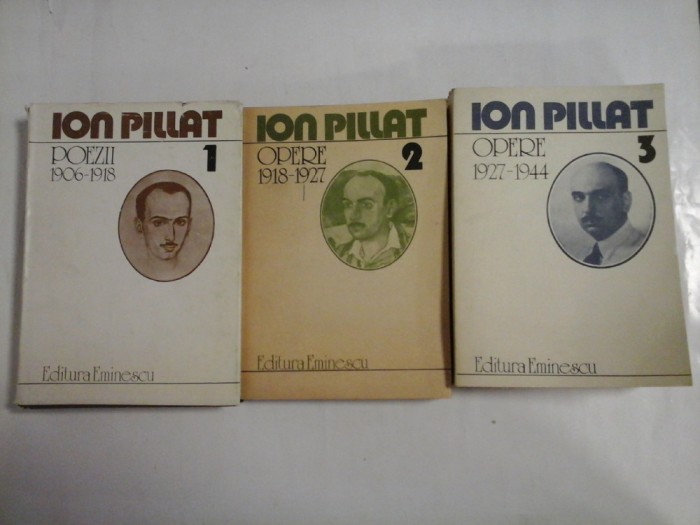 ION PILLAT
POEZII
1906-1918
1
Editura Eminescu
ION PILLAT
OPERE
1918-1927
2
Editura Eminescu
ION PILLAT
OPERE
1927-1944
3
Editura Eminescu